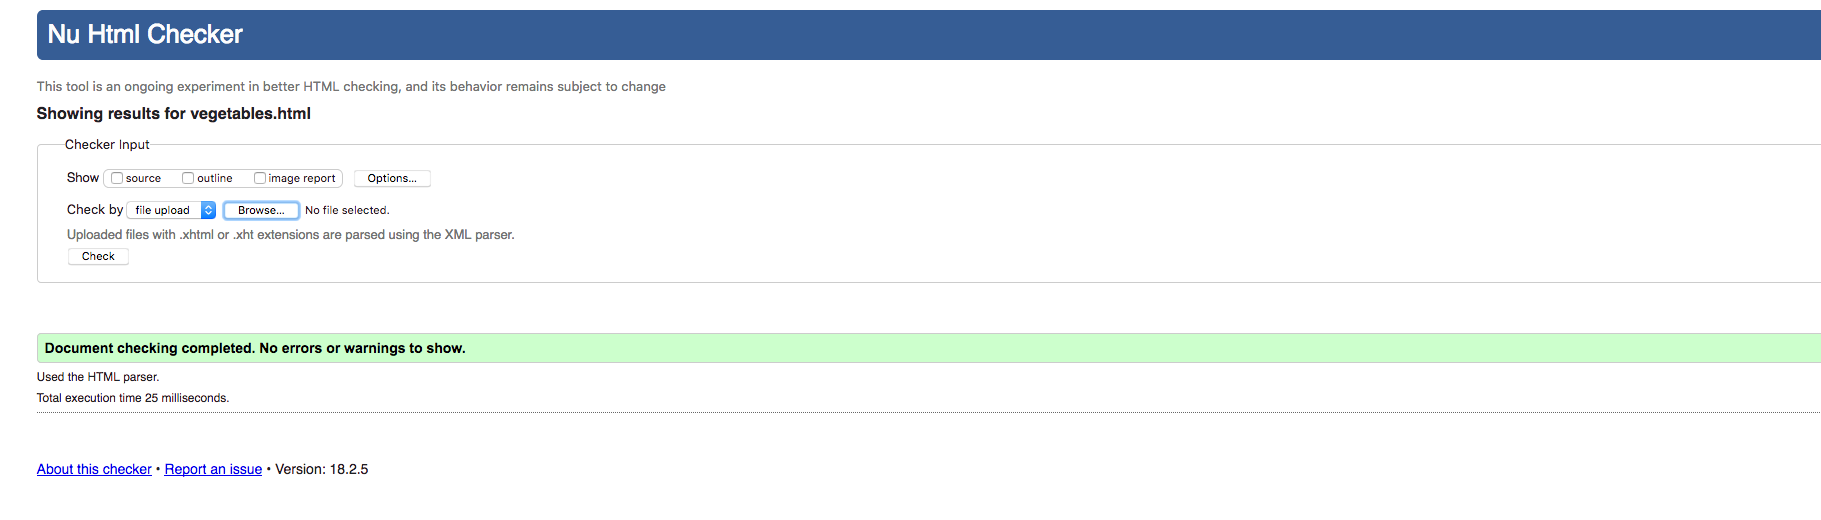 Nu Html Checker
This tool is an ongoing experiment in better HTML checking, and its behavior remains subject to change
Showing results for vegetables.html
Checker Input
Show source outline image report Options...
Check by file upload Browse... No file selected.
Uploaded files with .xhtml or .xht extensions are parsed using the XML parser.
Check
Document checking completed. No errors or warnings to show.
Used the HTML parser.
Total execution time 25 milliseconds.
About this checker • Report an issue • Version: 18.2.5